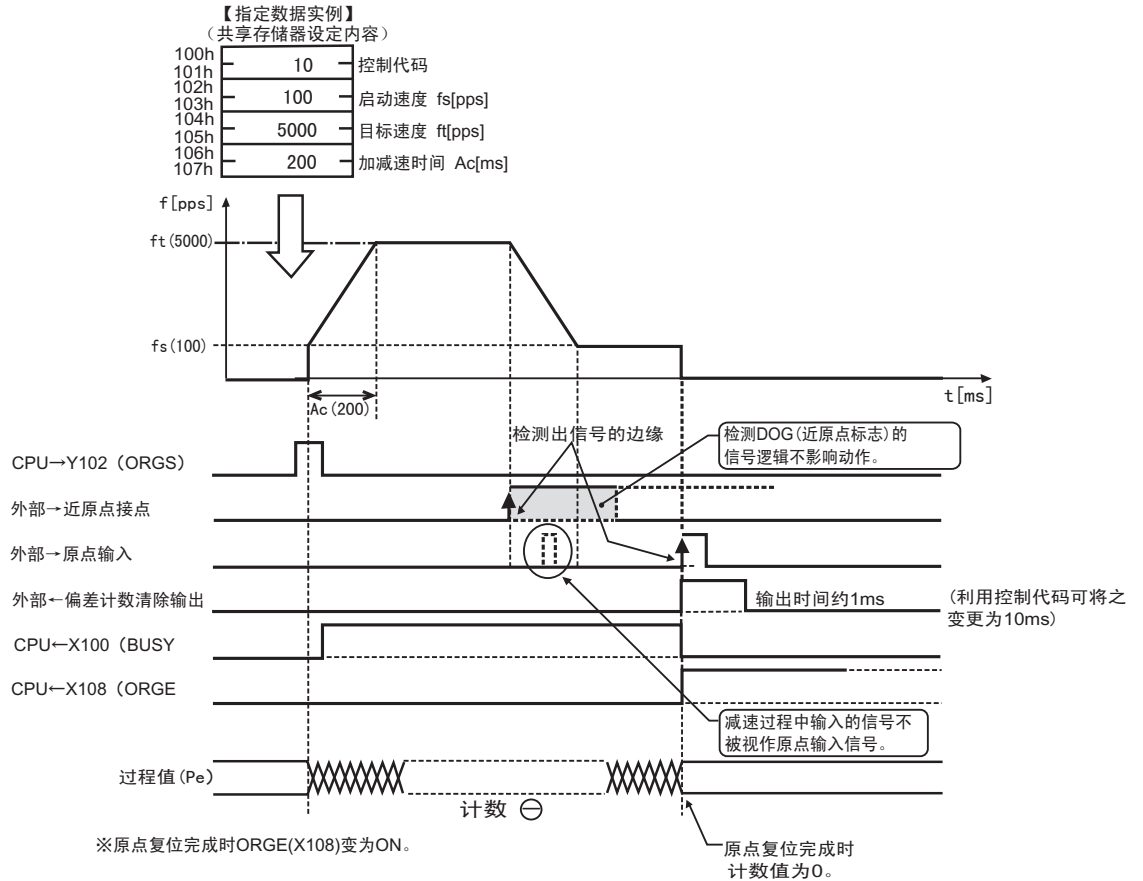 【指定数据实例】
（共享存储器设定内容）
100h
101h
10
控制代码
102h
103h
100
启动速度 fs[pps]
104h
105h
5000
目标速度 ft[pps]
106h
107h
200
加减速时间 Ac[ms]
f[pps]
ft(5000)
fs(100)
t[ms]
Ac(200)
检测出信号的边缘
检测DOG(近原点标志)的
信号逻辑不影响动作。
CPU→Y102（ORGS）
外部→近原点接点
外部→原点输入
外部←偏差计数清除输出
输出时间约1ms
(利用控制代码可将之
变更为10ms)
CPU←X100（BUSY
CPU←X108（ORGE
减速过程中输入的信号不
被视作原点输入信号。
过程值(Pe)
计数 ⊖
※原点复位完成时ORGE(X108)变为ON。
原点复位完成时
计数值为0。